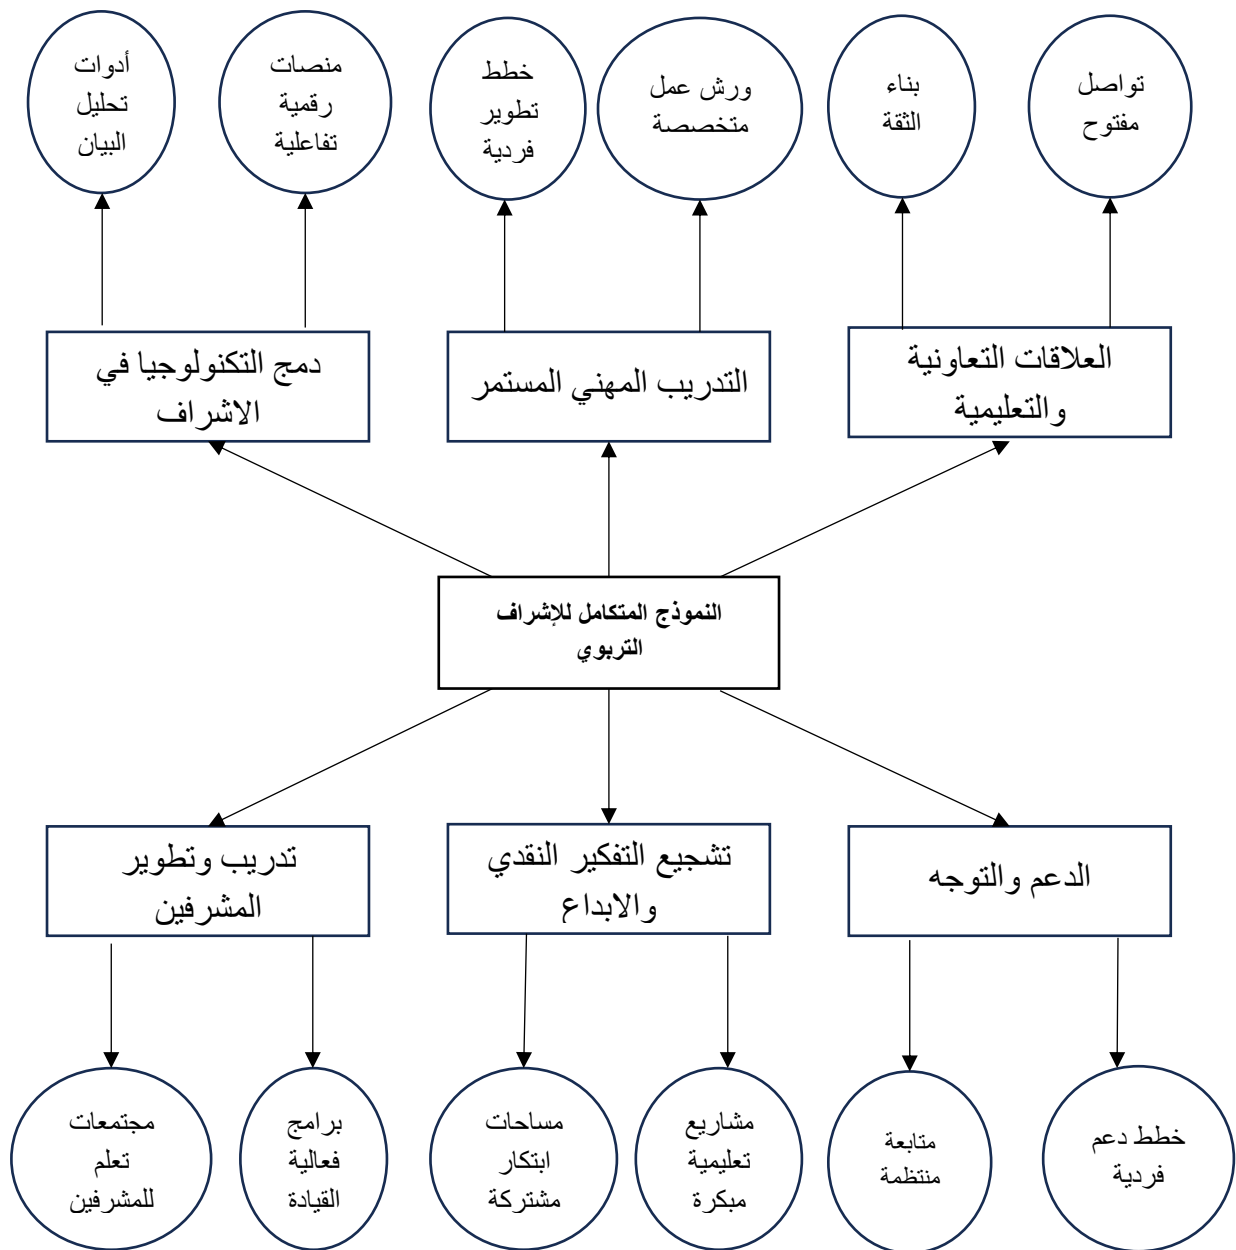 تواصل
مفتوح
بناء
الثقة
ورش عمل
متخصصة
خطط
تطوير
فردية
منصات
رقمية
تفاعلية
أدوات
تحليل
البيان
العلاقات التعاونية
والتعليمية
التدريب المهني المستمر
دمج التكنولوجيا في
الاشراف
النموذج المتكامل للإشراف
التربوي
الدعم والتوجه
تشجيع التفكير النقدي
والابداع
تدريب وتطوير
المشرفين
خطط دعم
فردية
متابعة
منتظمة
مشاريع
تعليمية
مبكرة
مساحات
ابتكار
مشتركة
برامج
فعالية
القيادة
مجتمعات
تعلم
للمشرفين